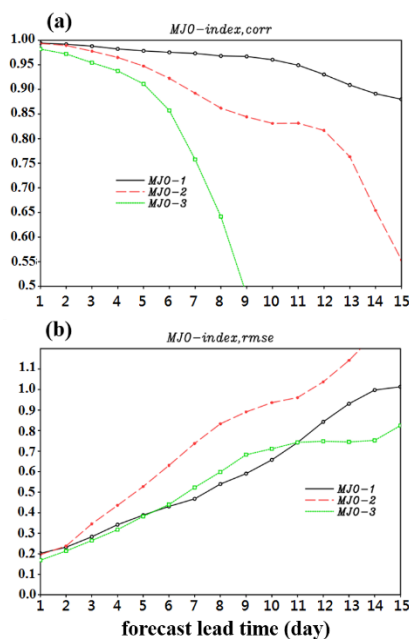 (a) MJO-index,corr
1.00
0.95
0.90
0.85
0.80
0.75
0.70
0.65
0.60
0.55
0.5
MJO-1
MJO-2
MJO-3
1 2 3 4 5 6 7 8 9 10 11 12 13 14 15
(b) MJO-index,rmse
1.1
1.0
0.9
0.8
0.7
0.6
0.5
0.4
0.3
0.2
0.1
0
MJO-1
MJO-2
MJO-3
1 2 3 4 5 6 7 8 9 10 11 12 13 14 15
forecast lead time (day)